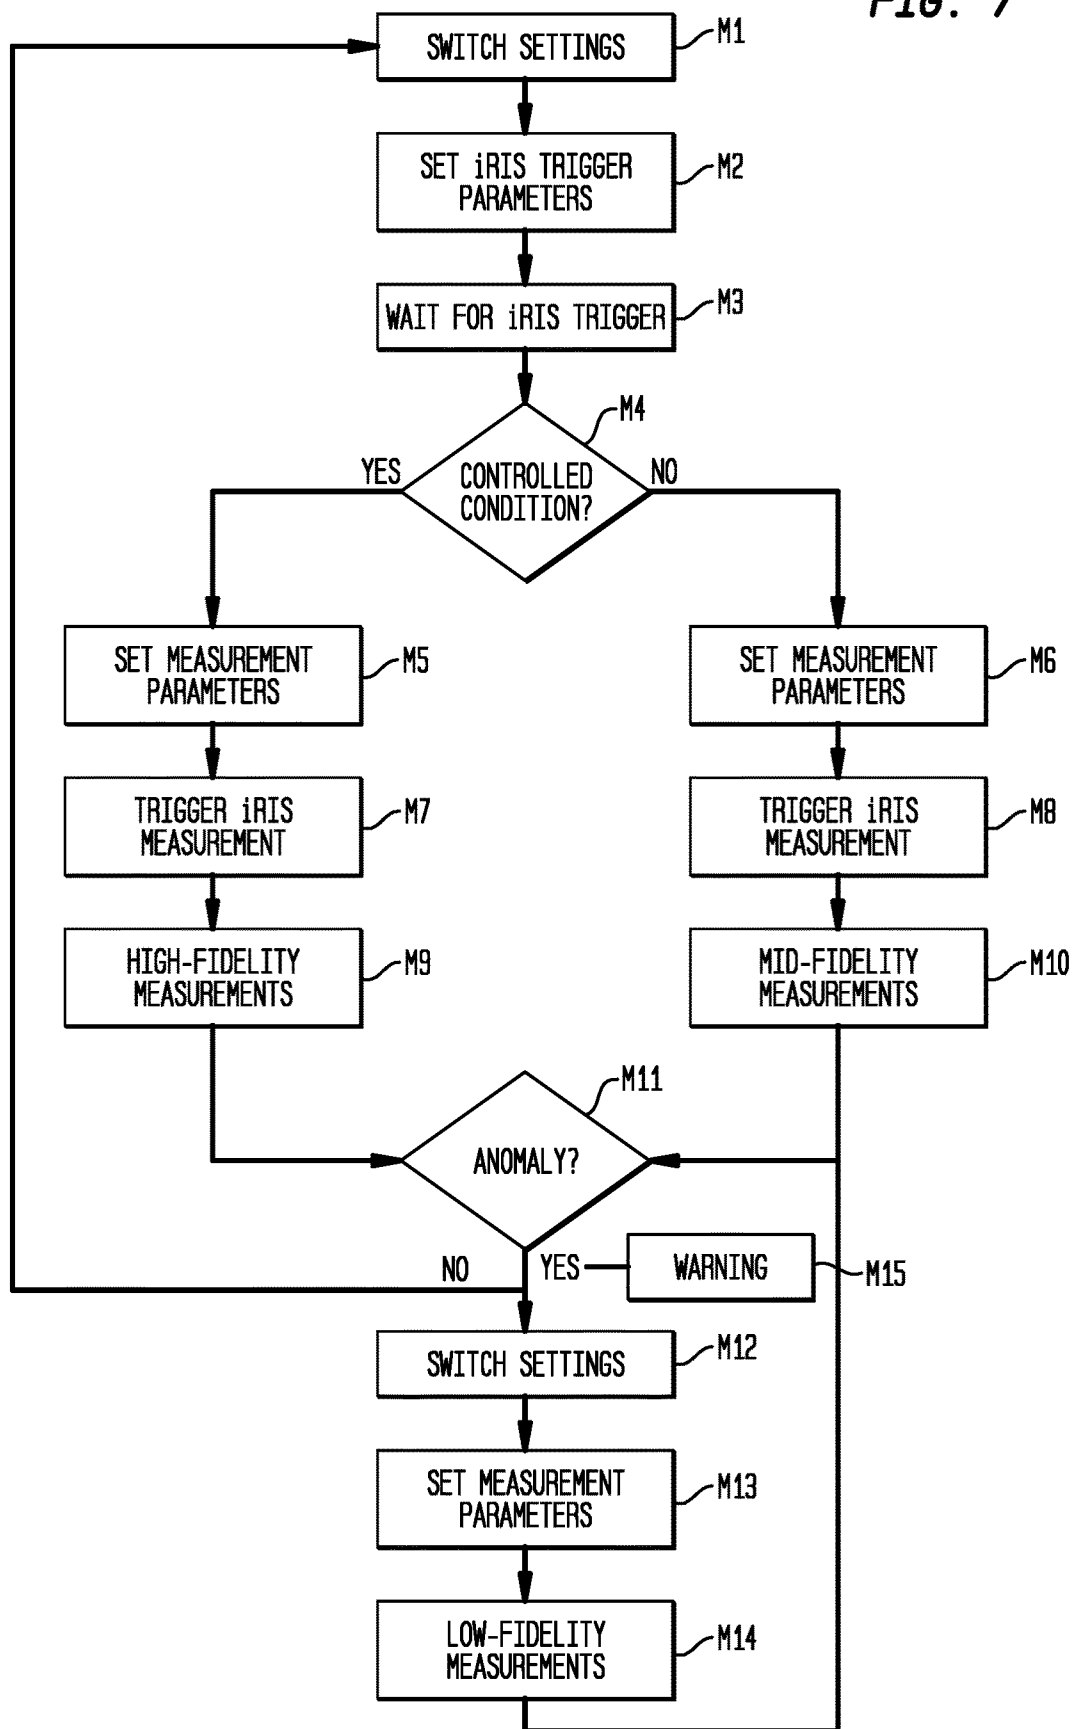 FIG. 7
SWITCH SETTINGS
M1
SET iRIS TRIGGER
PARAMETERS
M2
WAIT FOR iRIS TRIGGER
M3
M4
CONTROLLED
CONDITION?
YES
NO
SET MEASUREMENT
PARAMETERS
M5
SET MEASUREMENT
PARAMETERS
M6
TRIGGER iRIS
MEASUREMENT
M7
TRIGGER iRIS
MEASUREMENT
M8
HIGH-FIDELITY
MEASUREMENTS
M9
MID-FIDELITY
MEASUREMENTS
M10
M11
ANOMALY?
NO
YES
WARNING
M15
SWITCH SETTINGS
M12
SET MEASUREMENT
PARAMETERS
M13
LOW-FIDELITY
MEASUREMENTS
M14